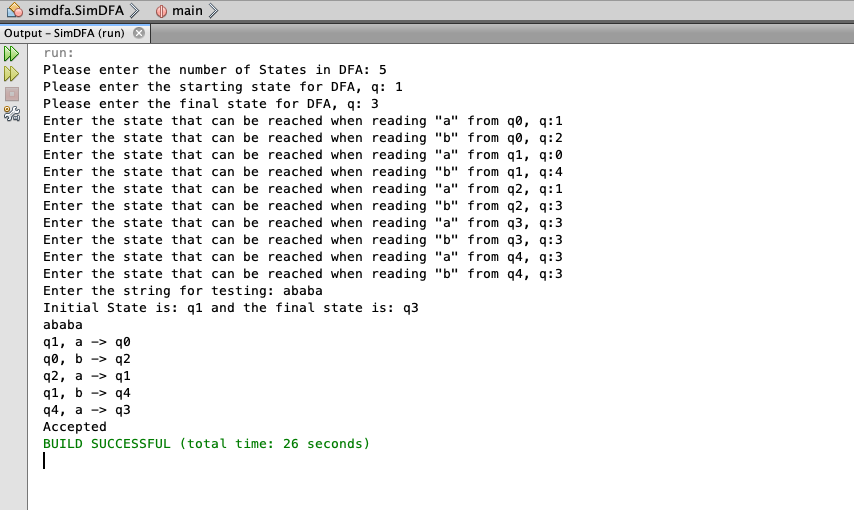 simdfa.SimDFA main
Output – SimDFA (run)
run:
Please enter the number of States in DFA: 5
Please enter the starting state for DFA, q: 1
Please enter the final state for DFA, q: 3
Enter the state that can be reached when reading "a" from q0, q:1
Enter the state that can be reached when reading "b" from q0, q:2
Enter the state that can be reached when reading "a" from q1, q:0
Enter the state that can be reached when reading "b" from q1, q:4
Enter the state that can be reached when reading "a" from q2, q:1
Enter the state that can be reached when reading "b" from q2, q:3
Enter the state that can be reached when reading "a" from q3, q:3
Enter the state that can be reached when reading "b" from q3, q:3
Enter the state that can be reached when reading "a" from q4, q:3
Enter the state that can be reached when reading "b" from q4, q:3
Enter the string for testing: ababa
Initial State is: q1 and the final state is: q3
ababa
q1, a -> q0
q0, b -> q2
q2, a -> q1
q1, b -> q4
q4, a -> q3
Accepted
BUILD SUCCESSFUL (total time: 26 seconds)